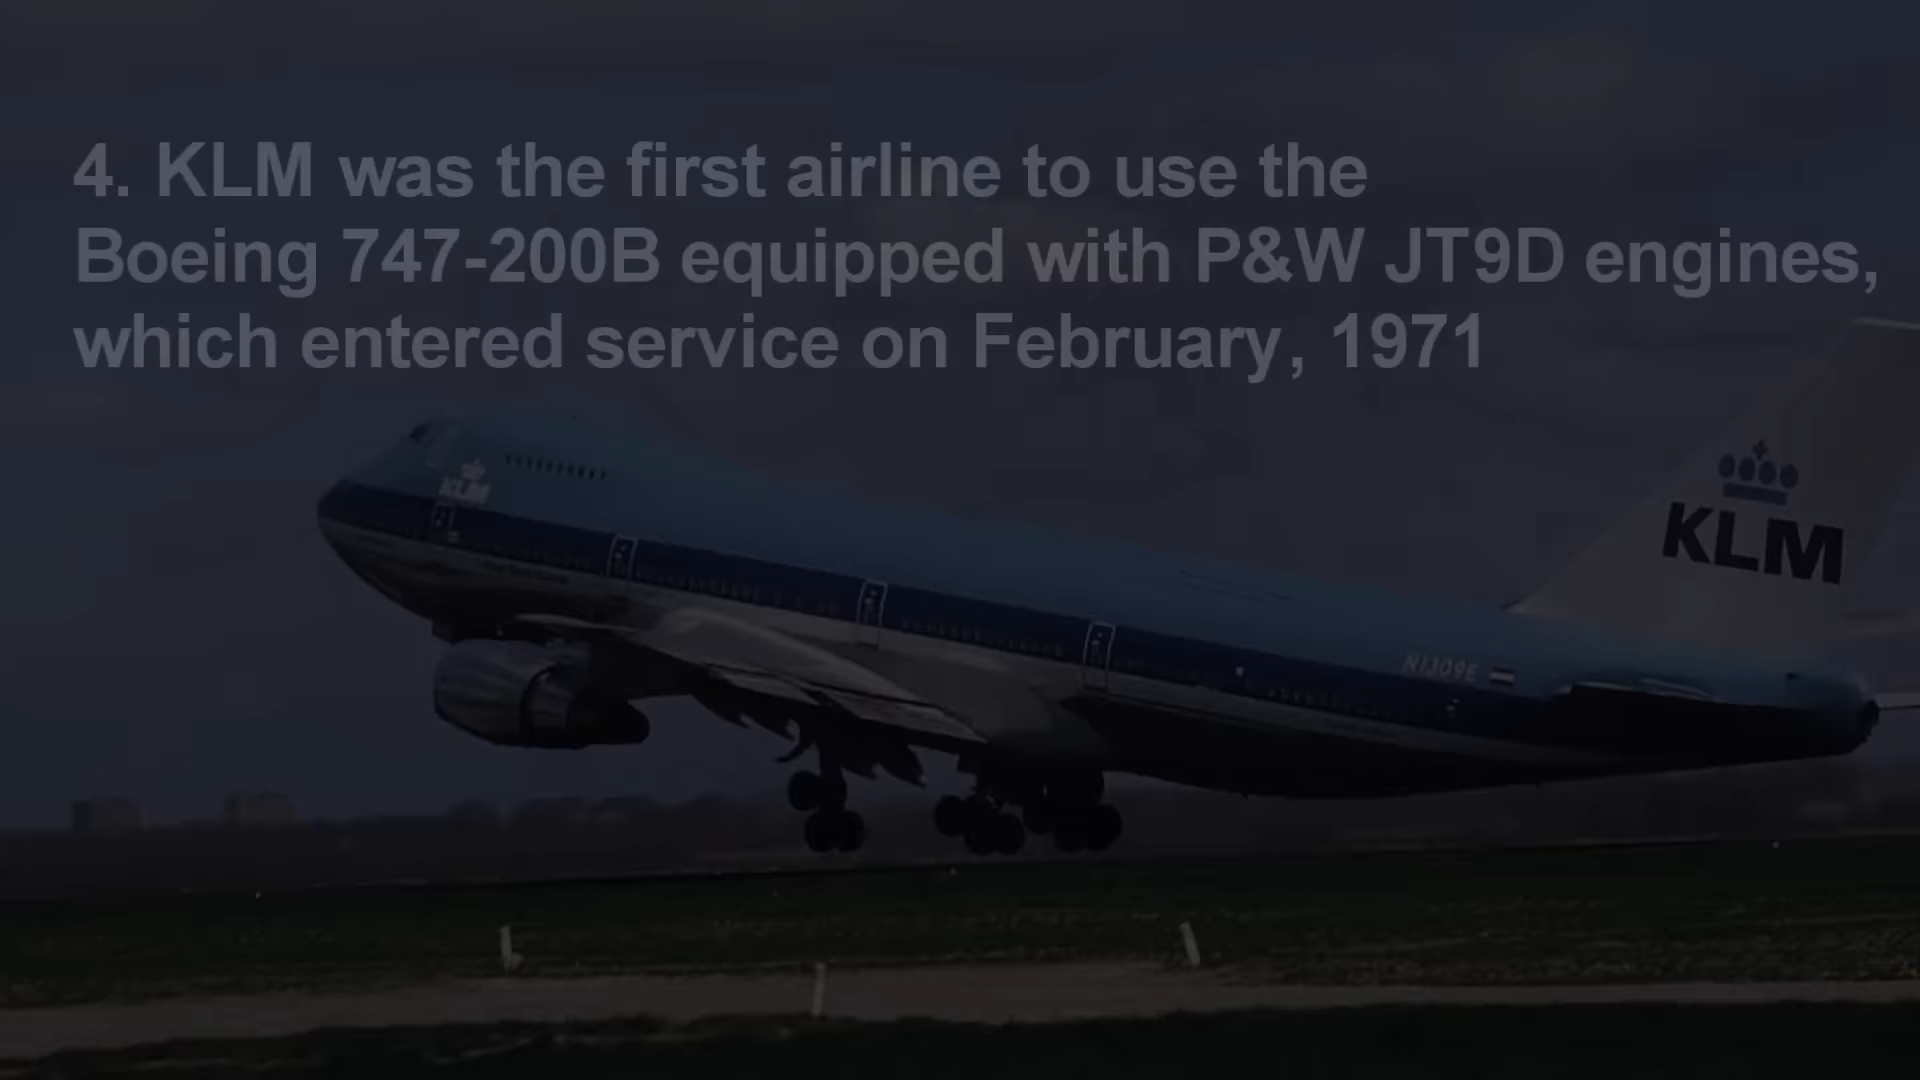 4. KLM was the first airline to use the
Boeing 747-200B equipped with P&W JT9D engines,
which entered service on February, 1971
KLM
KLM
N1309E